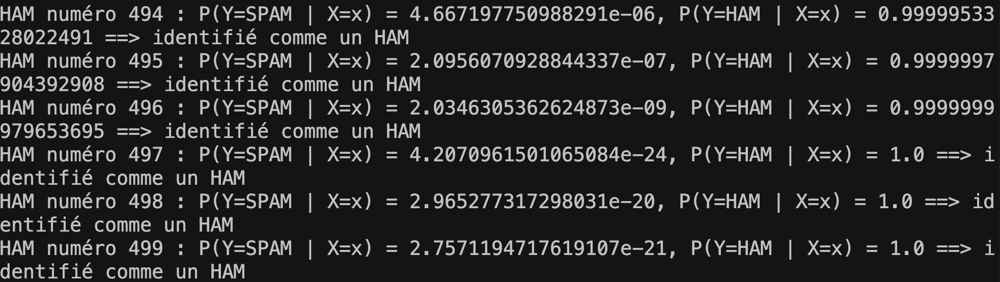 HAM numéro 494 : P(Y=SPAM | X=x) = 4.667197750988291e-06, P(Y=HAM | X=x) = 0.99999533
28022491 ==> identifié comme un HAM
HAM numéro 495 : P(Y=SPAM | X=x) = 2.0956070928844337e-07, P(Y=HAM | X=x) = 0.9999997
904392908 ==> identifié comme un HAM
HAM numéro 496 : P(Y=SPAM | X=x) = 2.0346305362624873e-09, P(Y=HAM | X=x) = 0.9999999
979653695 ==> identifié comme un HAM
HAM numéro 497 : P(Y=SPAM | X=x) = 4.2070961501065084e-24, P(Y=HAM | X=x) = 1.0 ==> i
dentifié comme un HAM
HAM numéro 498 : P(Y=SPAM | X=x) = 2.965277317298031e-20, P(Y=HAM | X=x) = 1.0 ==> id
entifié comme un HAM
HAM numéro 499 : P(Y=SPAM | X=x) = 2.7571194717619107e-21, P(Y=HAM | X=x) = 1.0 ==> i
dentifié comme un HAM